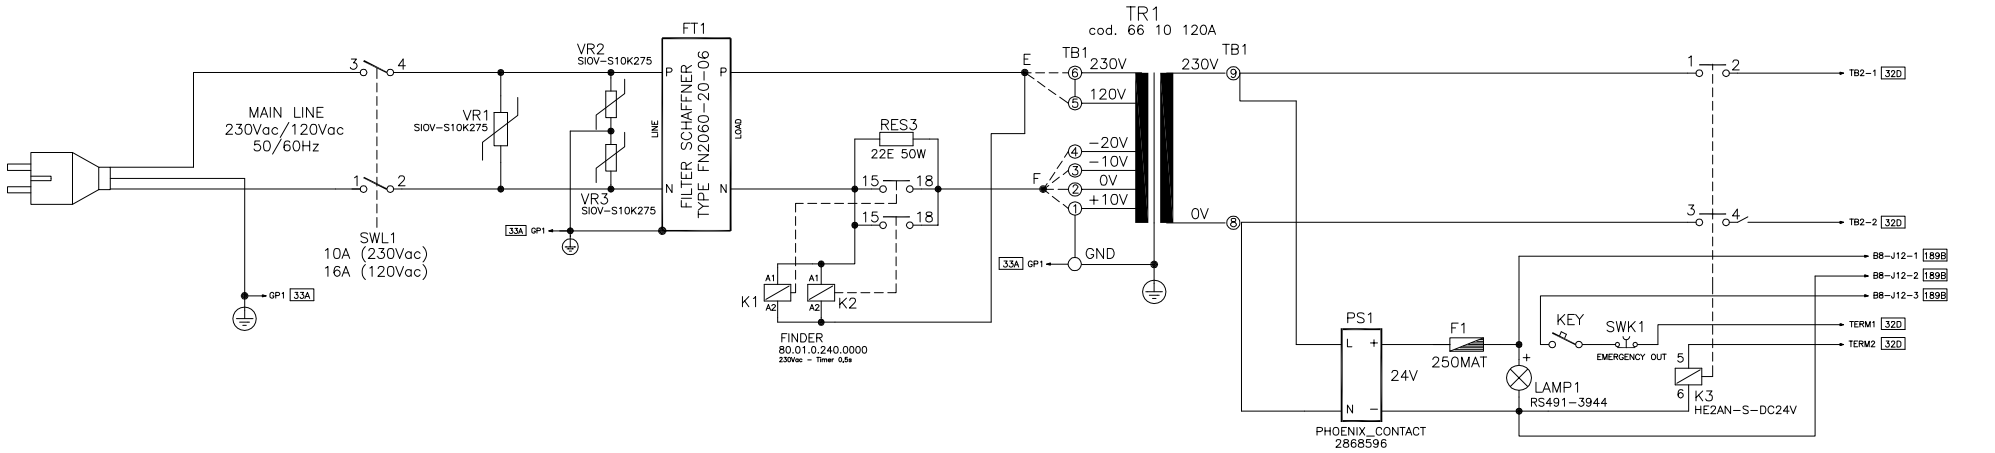 TR1
cod. 66 10 120A
FT1
VR2
SIOV-S10K275
3
4
P
P
E
TB1
6
230V
230V
TB1
9
1
2
TB2-1 32D
5
120V
MAIN LINE
230Vac/120Vac
50/60Hz
VR1
SIOV-S10K275
LINE
FILTER SCHAFFNER
TYPE FN2060-20-06
LOAD
RES3
22E 50W
4
-20V
3
-10V
1
2
N
N
15
18
F
2
0V
VR3
SIOV-S10K275
1
+10V
15
18
0V
8
3
4
TB2-2 32D
33A GP1
SWL1
10A (230Vac)
16A (120Vac)
33A GP1
GND
B8-J12-1 189B
B8-J12-2 189B
B8-J12-3 189B
GP1 33A
A1
A1
K1
K2
A2
A2
FINDER
80.01.0.240.0000
230Vac - Timer 0,5s
PS1
L
+
24V
N
-
PHOENIX_CONTACT
2868596
F1
250MAT
KEY
SWK1
EMERGENCY OUT
TERM1 32D
TERM2 32D
+
LAMP1
RS491-3944
5
6
K3
HE2AN-S-DC24V